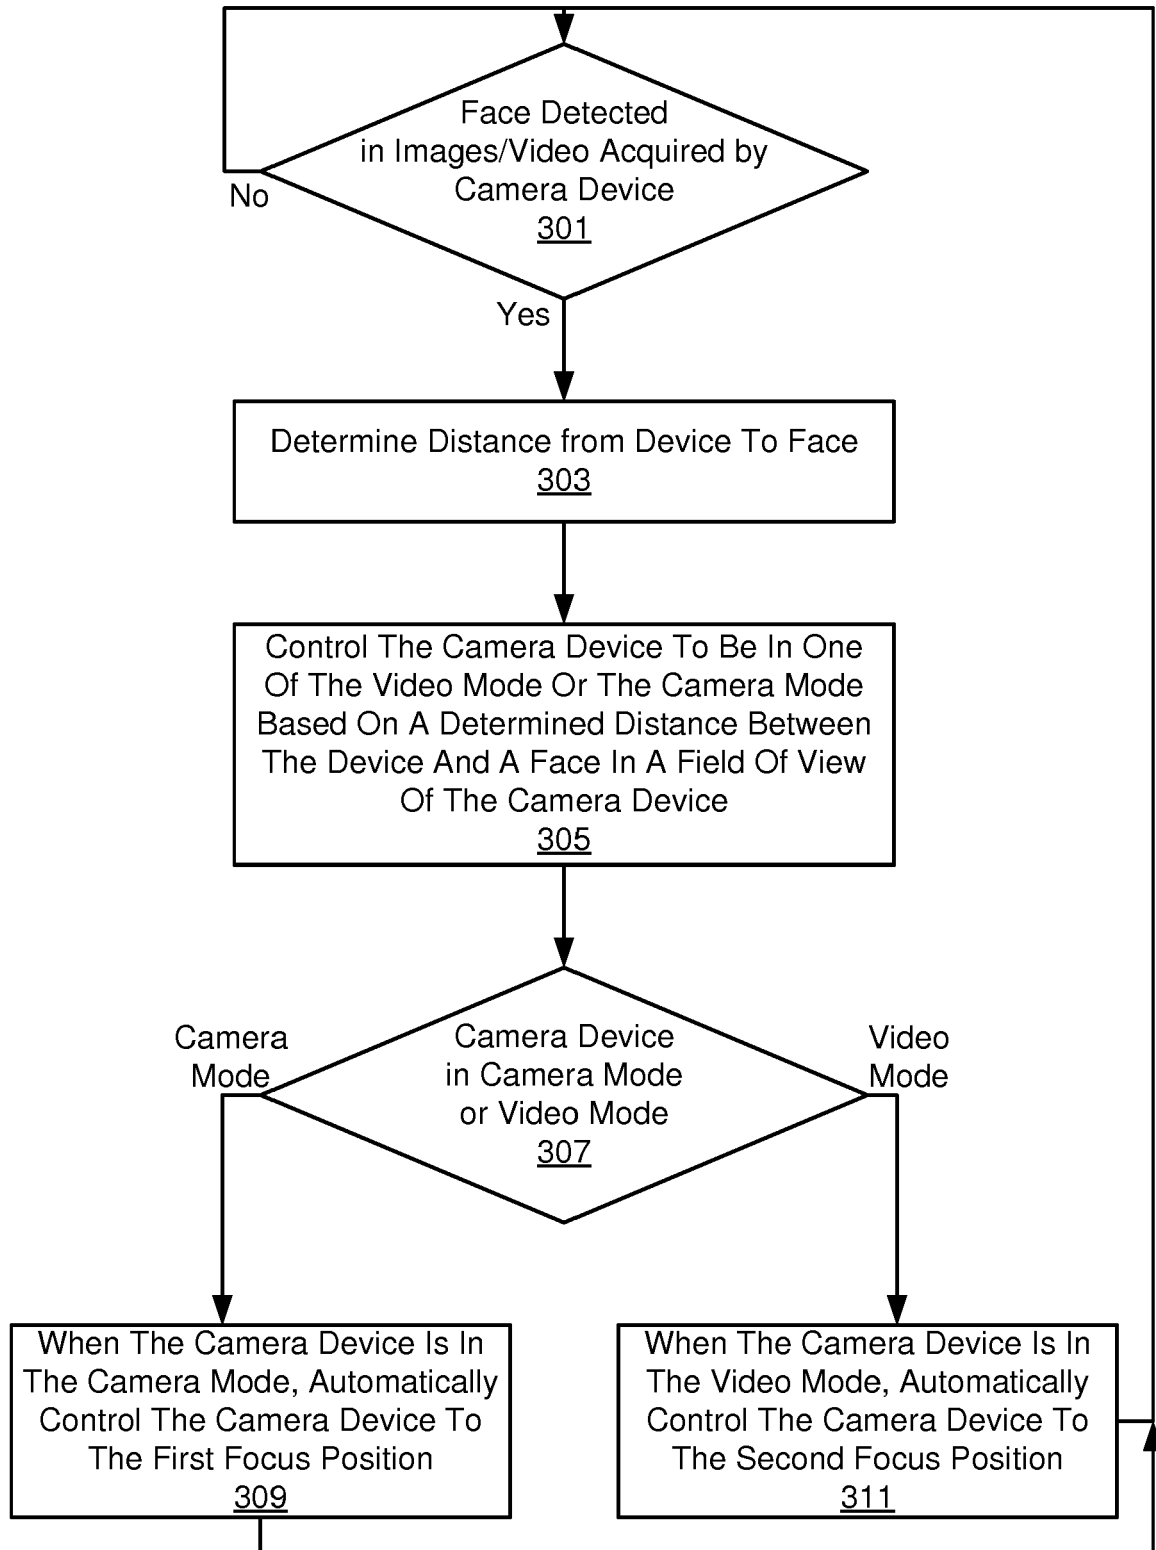 Face Detected
in Images/Video Acquired by
Camera Device
301
No
Yes
Determine Distance from Device To Face
303
Control The Camera Device To Be In One
Of The Video Mode Or The Camera Mode
Based On A Determined Distance Between
The Device And A Face In A Field Of View
Of The Camera Device
305
Camera
Mode
Camera Device
in Camera Mode
or Video Mode
307
Video
Mode
When The Camera Device Is In
The Camera Mode, Automatically
Control The Camera Device To
The First Focus Position
309
When The Camera Device Is In
The Video Mode, Automatically
Control The Camera Device To
The Second Focus Position
311